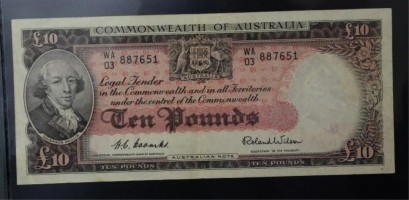 COMMONWEALTH OF AUSTRALIA
£10 £10
WA
03 887651
WA
03 887651
AUSTRALIA
Legal Tender
in the Commonwealth and in all Territories
under the control of the Commonwealth.
Ten Pounds
H.C. Coombs
Roland Wilson
£10 £10
AUSTRALIAN NOTE
TEN POUNDS
TEN POUNDS